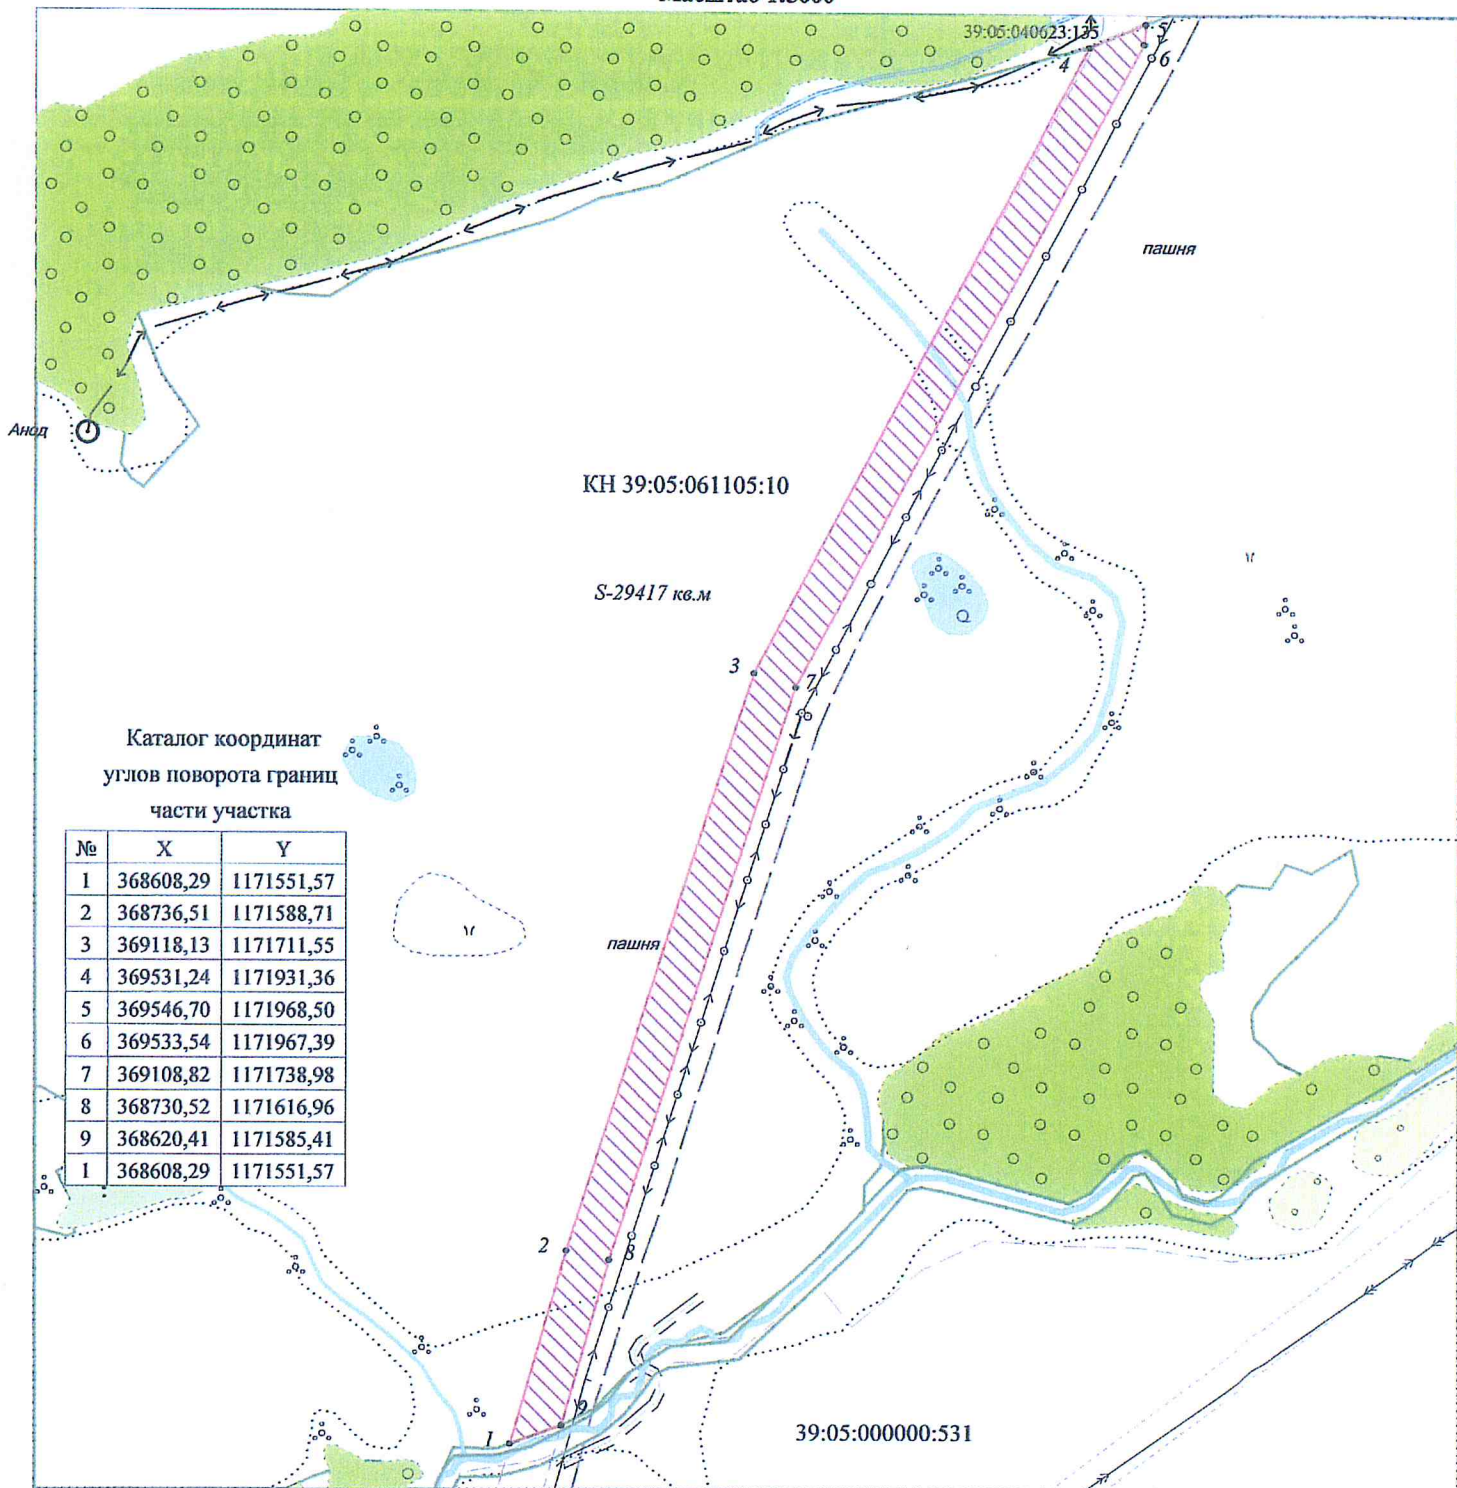 Масштаб 1:5000
39:05:040623:135
5
4
6
пашня
Анод
КН 39:05:061105:10
S-29417 кв.м
3
7
Каталог координат
углов поворота границ
части участка
№ X Y
1 368608,29 1171551,57
2 368736,51 1171588,71
3 369118,13 1171711,55
4 369531,24 1171931,36
5 369546,70 1171968,50
6 369533,54 1171967,39
7 369108,82 1171738,98
8 368730,52 1171616,96
9 368620,41 1171585,41
1 368608,29 1171551,57
пашня
2
8
9
1
39:05:000000:531